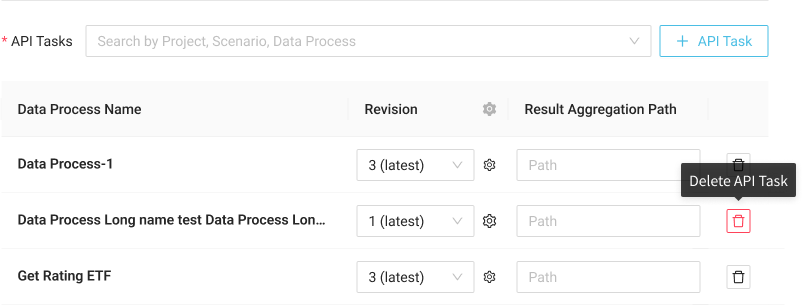 * API Tasks Search by Project, Scenario, Data Process + API Task
Data Process Name Revision Result Aggregation Path
Data Process-1 3 (latest) Path
Delete API Task
Data Process Long name test Data Process Lon... 1 (latest) Path
Get Rating ETF 3 (latest) Path